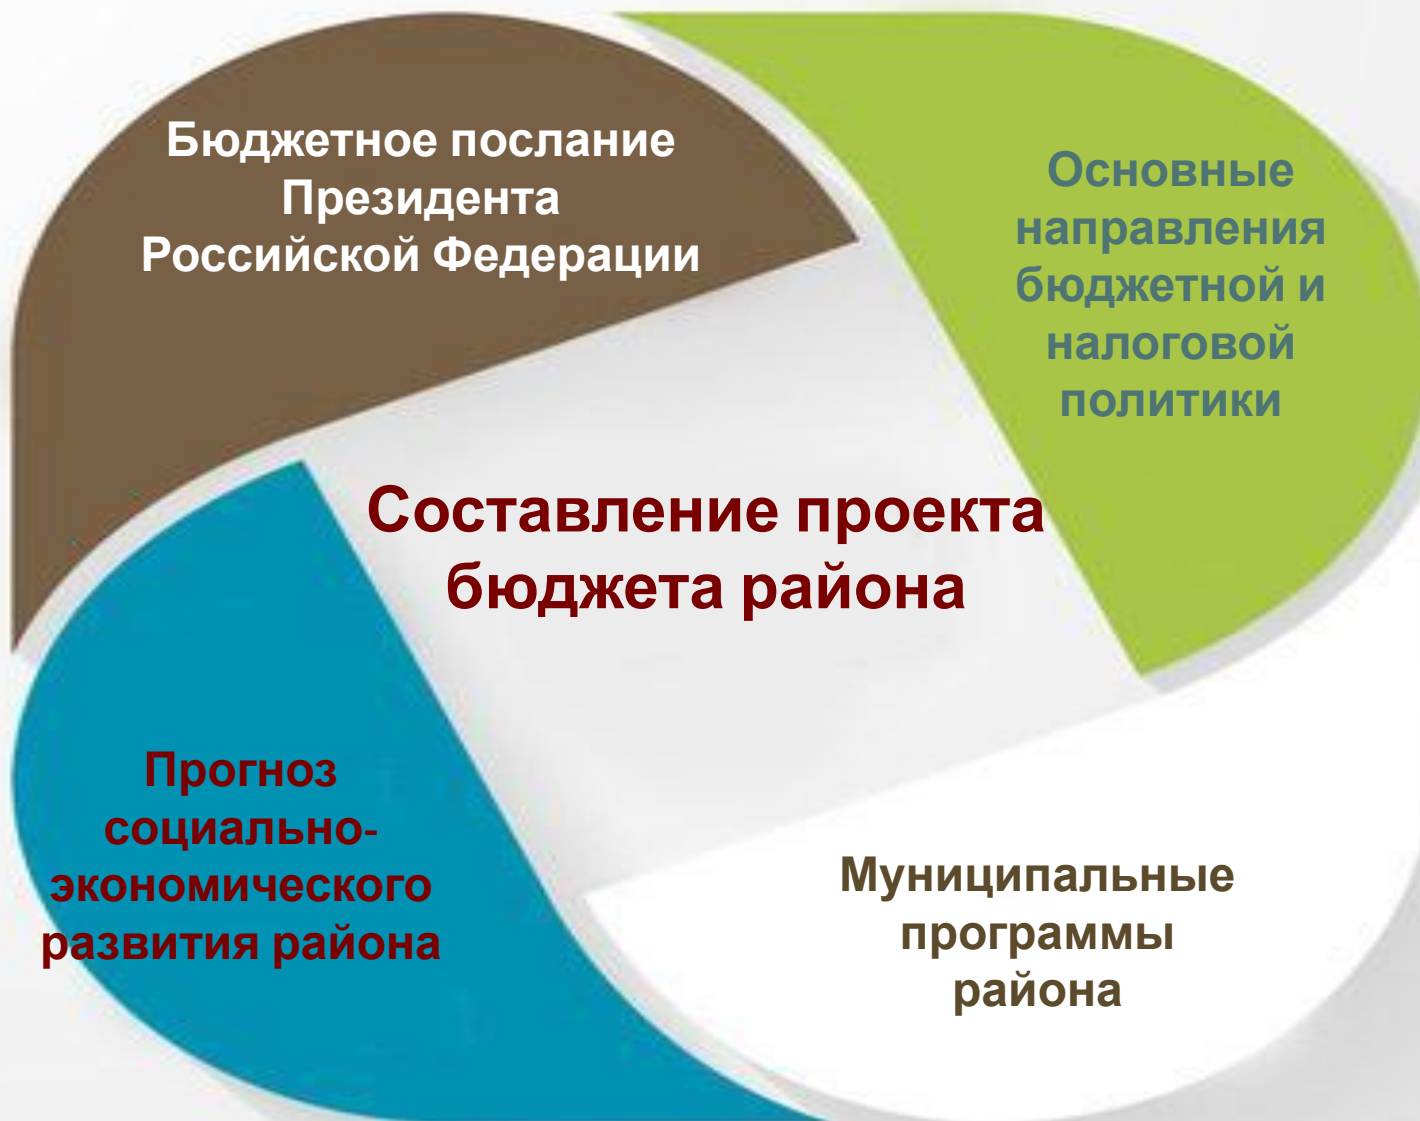 Бюджетное послание
Президента
Российской Федерации
Основные
направления
бюджетной и
налоговой
политики
Составление проекта
бюджета района
Прогноз
социально-
экономического
развития района
Муниципальные
программы
района